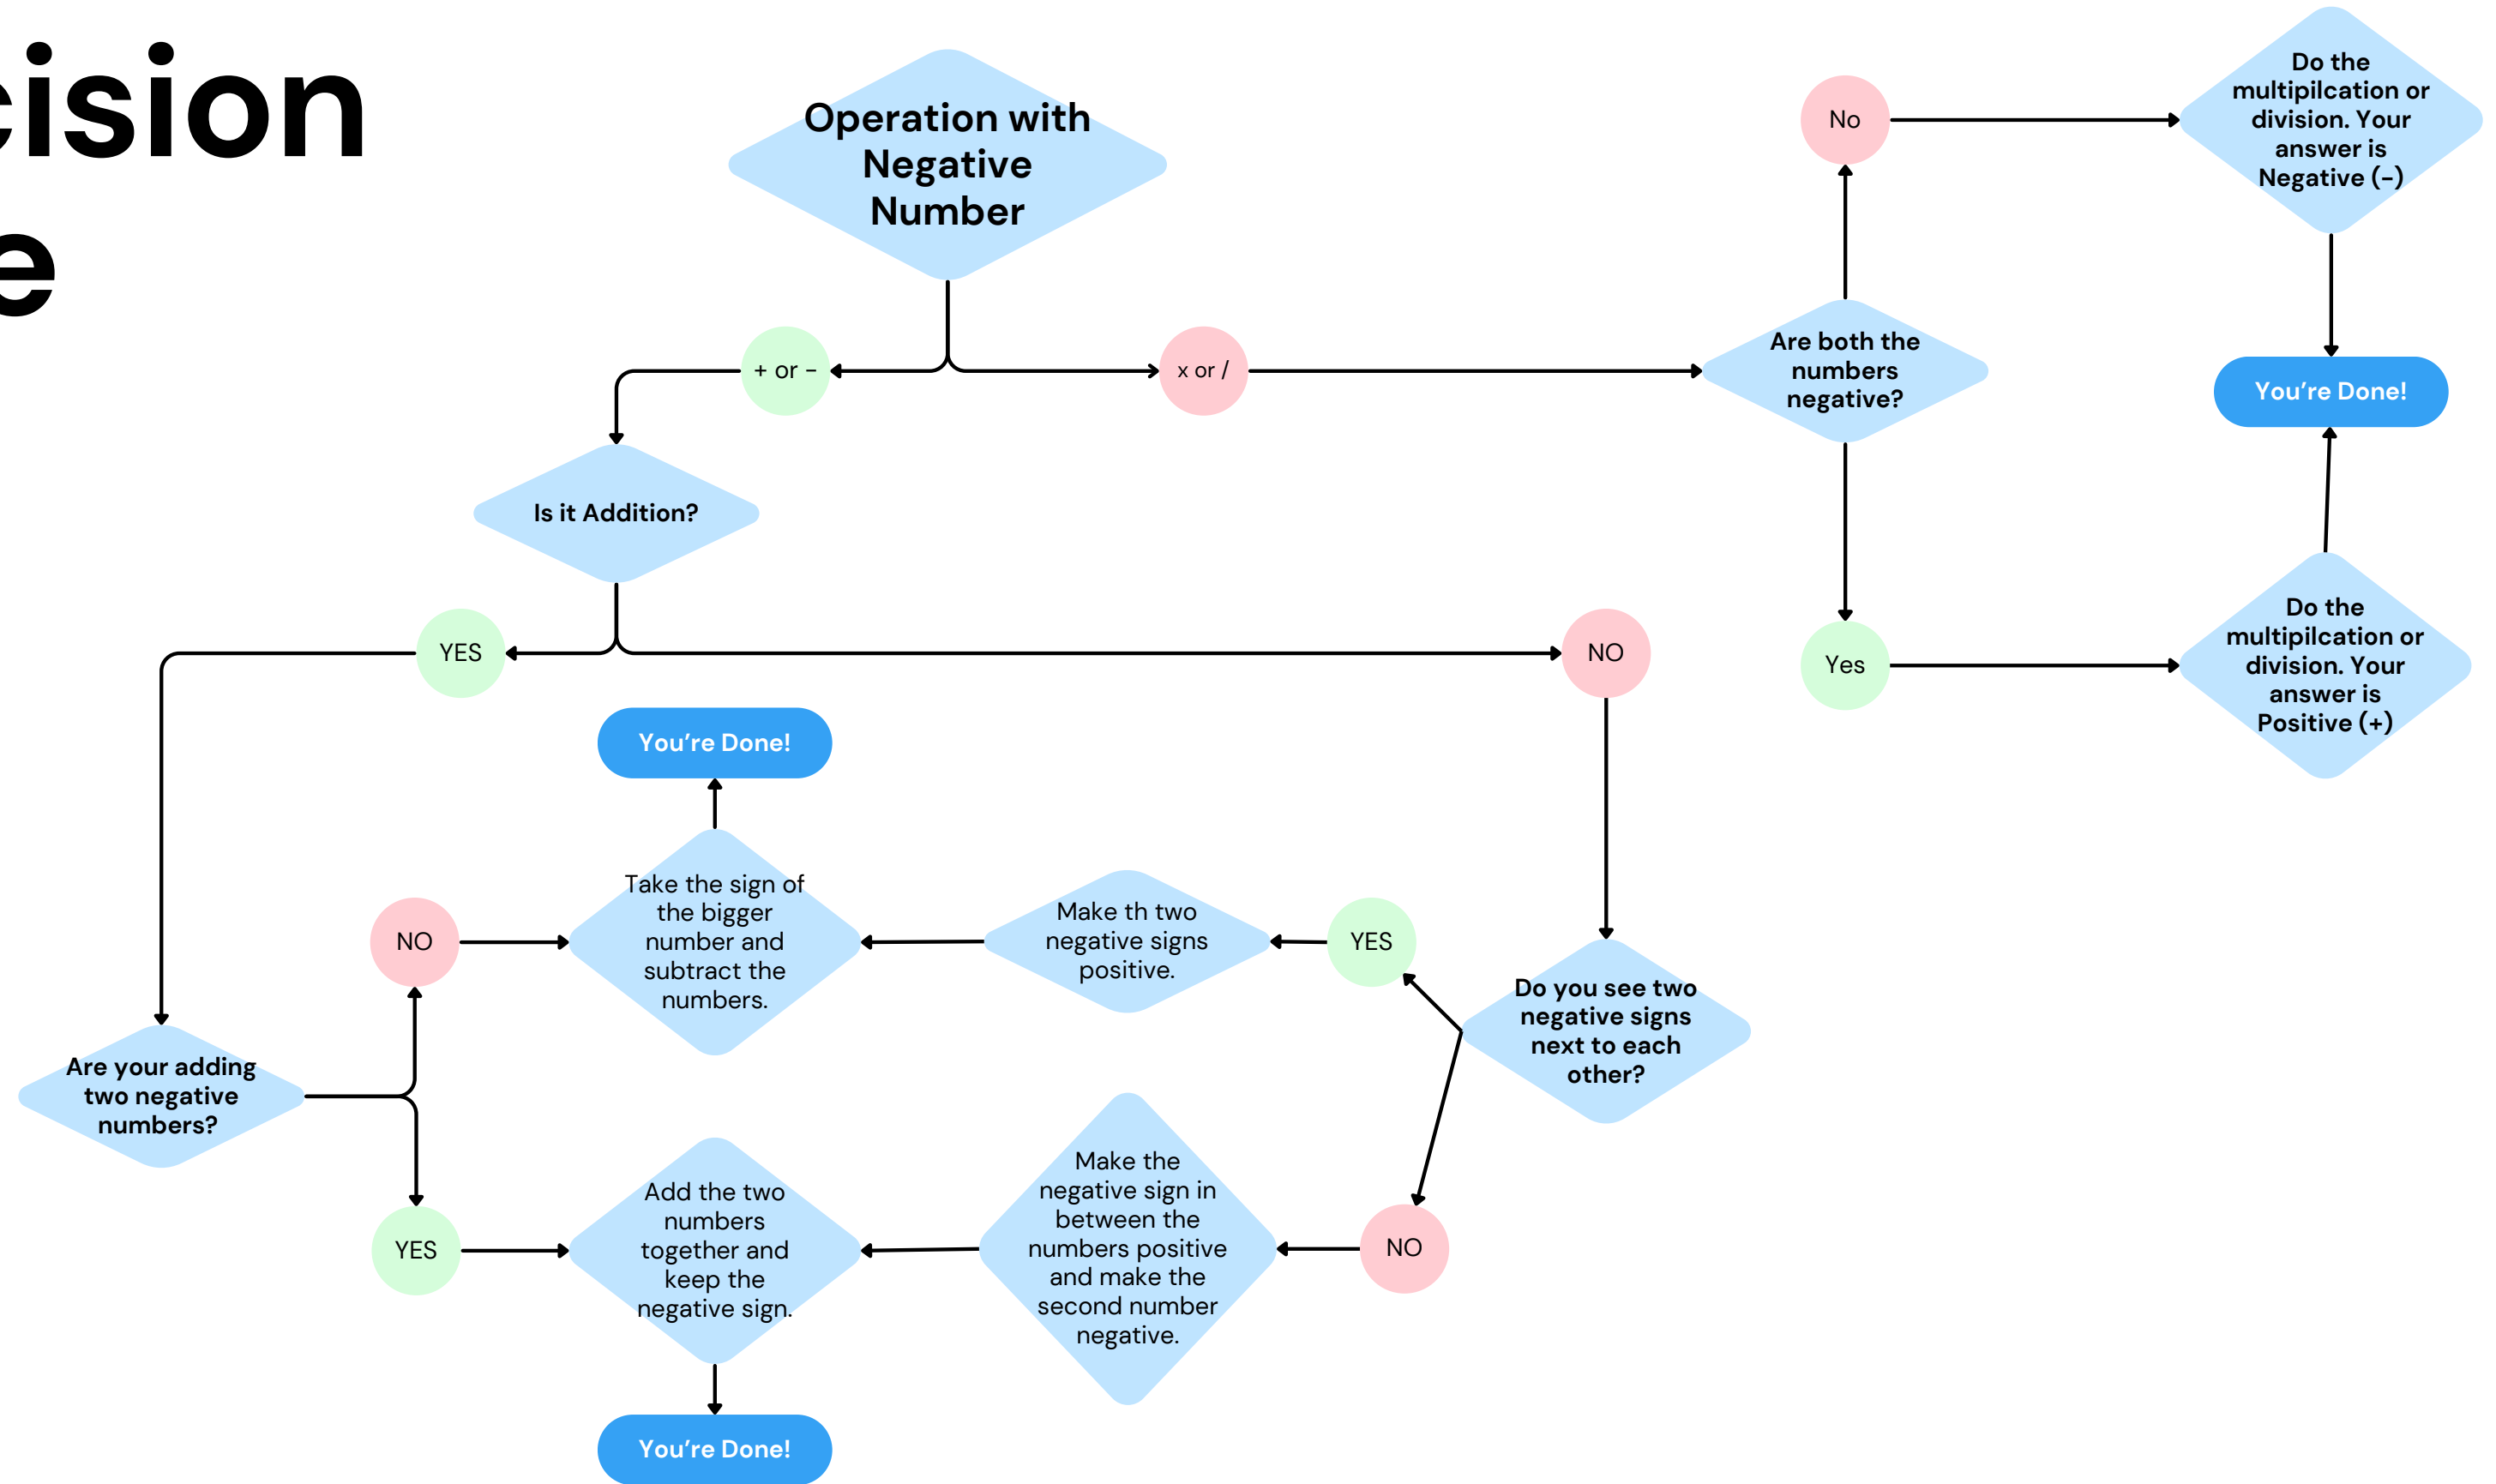 cision
e
Operation with
Negative
Number
+ or -
x or /
No
Do the
multipilcation or
division. Your
answer is
Negative (-)
Are both the
numbers
negative?
You're Done!
Is it Addition?
YES
NO
Yes
Do the
multipilcation or
division. Your
answer is
Positive (+)
You're Done!
NO
Take the sign of
the bigger
number and
subtract the
numbers.
Make th two
negative signs
positive.
YES
Do you see two
negative signs
next to each
other?
Are your adding
two negative
numbers?
YES
Add the two
numbers
together and
keep the
negative sign.
Make the
negative sign in
between the
numbers positive
and make the
second number
negative.
NO
You're Done!